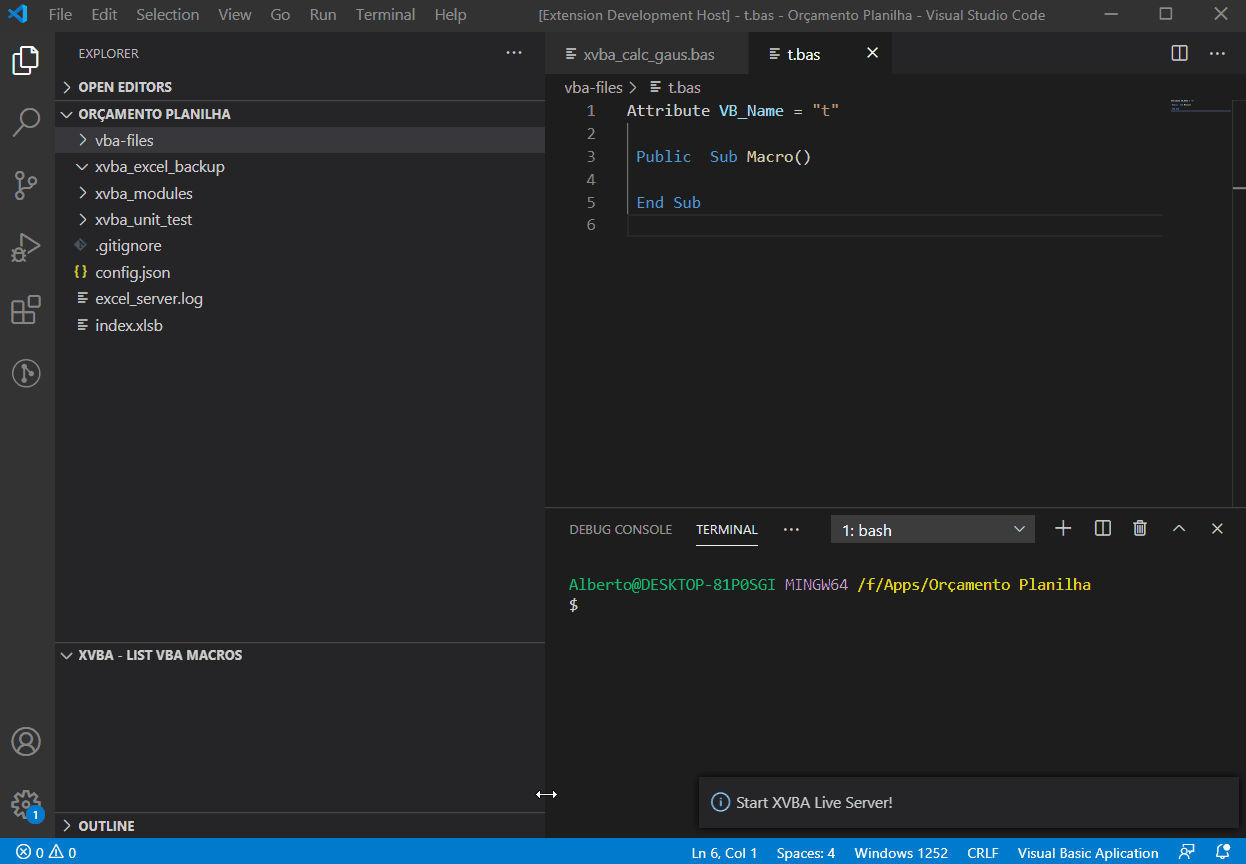 File Edit Selection View Go Run Terminal Help [Extension Development Host] - t.bas - Orçamento Planilha - Visual Studio Code
EXPLORER
OPEN EDITORS
ORÇAMENTO PLANILHA
vba-files
xvba_excel_backup
xvba_modules
xvba_unit_test
.gitignore
{} config.json
excel_server.log
index.xlsb
XVBA - LIST VBA MACROS
OUTLINE
1
xvba_calc_gaus.bas t.bas
vba-files > t.bas
1 Attribute VB_Name = "t"
2
3 Public  Sub Macro()
4
5 End Sub
6
DEBUG CONSOLE TERMINAL 1: bash
Alberto@DESKTOP-81P0SGI MINGW64 /f/Apps/Orçamento Planilha
$
Start XVBA Live Server!
0 0 Ln 6, Col 1 Spaces: 4 Windows 1252 CRLF Visual Basic Aplication